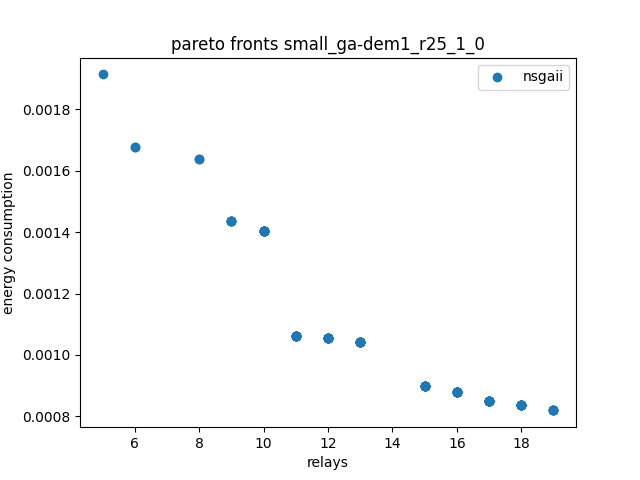 pareto fronts small_ga-dem1_r25_1_0
nsgaii
0.0018
0.0016
0.0014
0.0012
0.0010
0.0008
energy consumption
6 8 10 12 14 16 18
relays